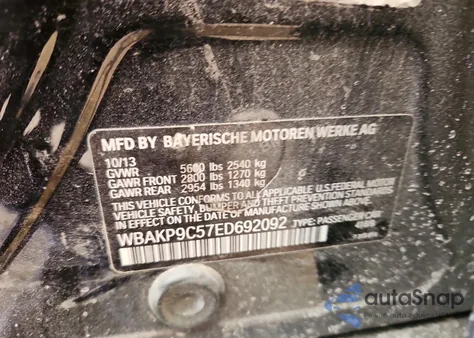 MFD BY BAYERISCHE MOTOREN WERKE AG
10/13
GVWR 5600 lbs 2540 kg
GAWR FRONT 2800 lbs 1270 kg
GAWR REAR 2954 lbs 1340 kg
THIS VEHICLE CONFORMS TO ALL APPLICABLE U.S. FEDERAL MOTOR
VEHICLE SAFETY, BUMPER AND THEFT PREVENTION STANDARDS
IN EFFECT ON THE DATE OF MANUFACTURE SHOWN ABOVE.
WBAKP9C57ED692092 TYPE: PASSENGER CAR
autoSnap